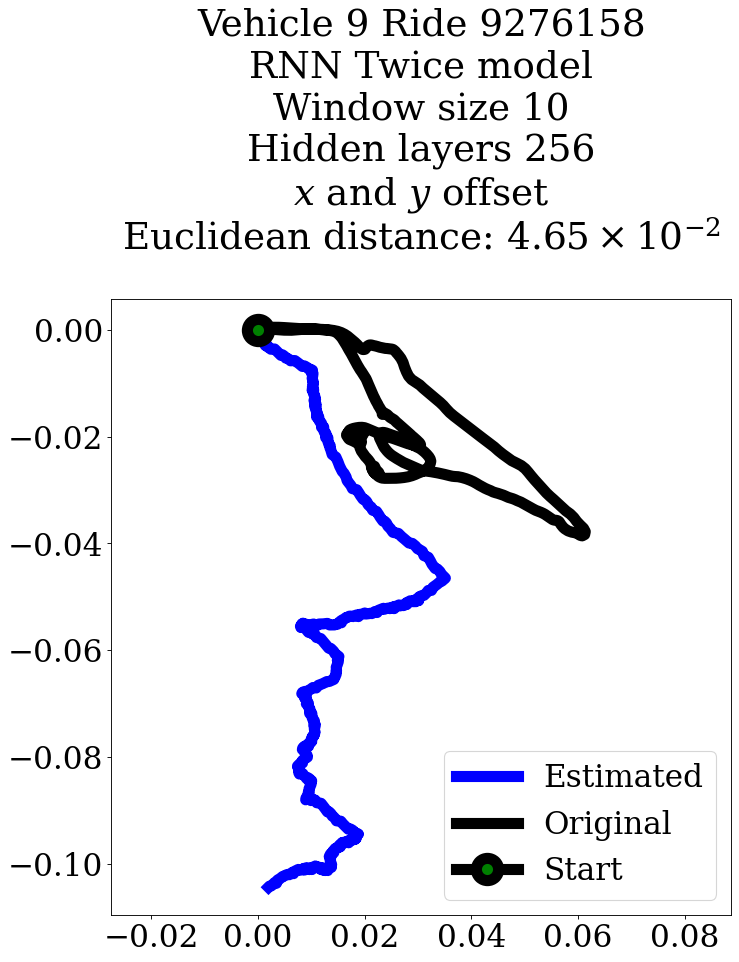 Vehicle 9 Ride 9276158
RNN Twice model
Window size 10
Hidden layers 256
x and y offset
Euclidean distance: 4.65 × 10⁻²
0.00
−0.02
−0.04
−0.06
−0.08
−0.10
Estimated
Original
Start
−0.02 0.00 0.02 0.04 0.06 0.08